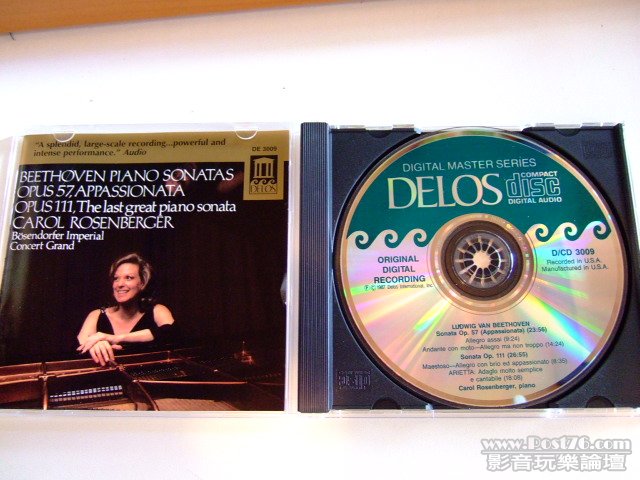 "A splendid, large-scale recording...powerful and
intense performance." Audio
DE 3009
BEETHOVEN PIANO SONATAS
OPUS 57, APPASSIONATA
OPUS 111, The last great piano sonata
CAROL ROSENBERGER
Bösendorfer Imperial
Concert Grand
DELOS
DIGITAL MASTER SERIES
DELOS
COMPACT
disc
DIGITAL AUDIO
ORIGINAL
DIGITAL
RECORDING
Delos International, Inc.
D/CD 3009
Recorded in U.S.A.
Manufactured in U.S.A.
LUDWIG VAN BEETHOVEN
Sonata Op. 57 (Appassionata) (23:56)
Allegro assai (9:24)
Andante con moto—Allegro ma non troppo (14:24)
Sonata Op. 111 (26:55)
Maestoso—Allegro con brio ed appassionato (8:35)
ARIETTA: Adagio molto semplice
e cantabile (18:08)
Carol Rosenberger, piano
www.Post76.com
影音玩樂論壇